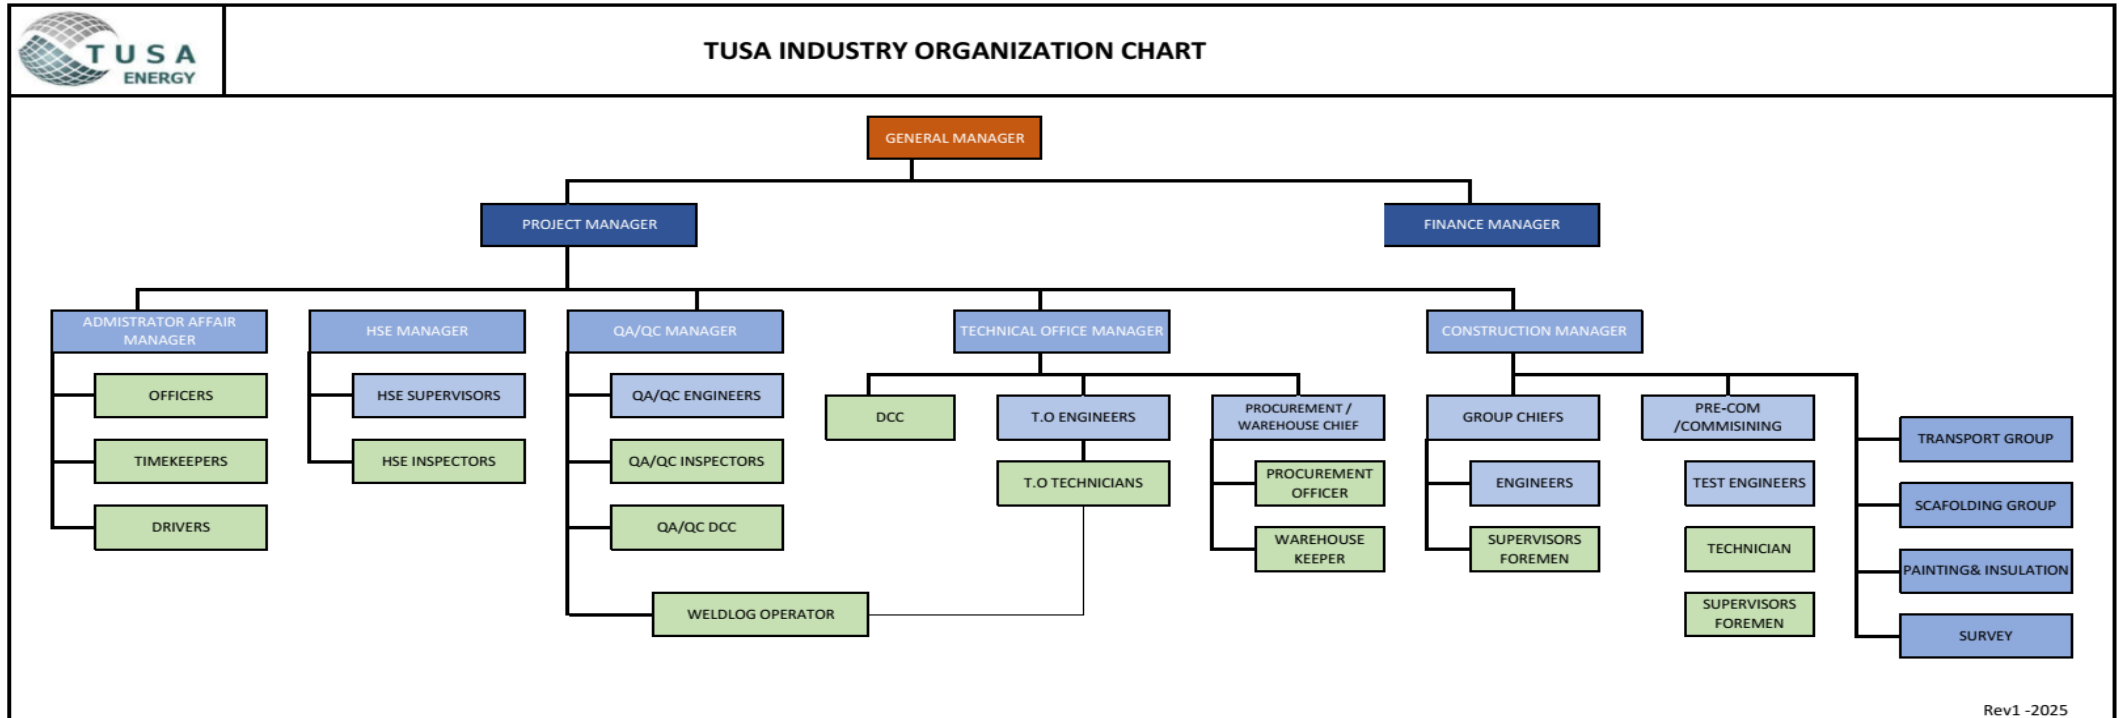 TUSA
ENERGY
TUSA INDUSTRY ORGANIZATION CHART
GENERAL MANAGER
PROJECT MANAGER
FINANCE MANAGER
ADMISTRATOR AFFAIR
MANAGER
HSE MANAGER
QA/QC MANAGER
TECHNICAL OFFICE MANAGER
CONSTRUCTION MANAGER
OFFICERS
TIMEKEEPERS
DRIVERS
HSE SUPERVISORS
HSE INSPECTORS
QA/QC ENGINEERS
QA/QC INSPECTORS
QA/QC DCC
WELDLOG OPERATOR
DCC
T.O ENGINEERS
T.O TECHNICIANS
PROCUREMENT /
WAREHOUSE CHIEF
PROCUREMENT
OFFICER
WAREHOUSE
KEEPER
GROUP CHIEFS
ENGINEERS
SUPERVISORS
FOREMEN
PRE-COM
/COMMISINING
TEST ENGINEERS
TECHNICIAN
SUPERVISORS
FOREMEN
TRANSPORT GROUP
SCAFOLDING GROUP
PAINTING& INSULATION
SURVEY
Rev1 -2025